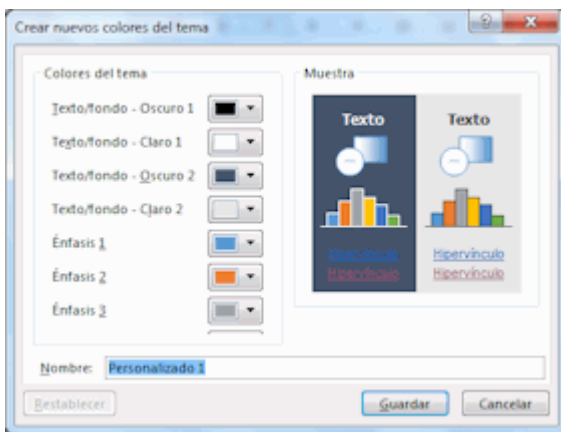 Crear nuevos colores del tema
Colores del tema
Muestra
Texto/fondo - Oscuro 1
Texto/fondo - Claro 1
Texto/fondo - Oscuro 2
Texto/fondo - Claro 2
Énfasis 1
Énfasis 2
Énfasis 3
Texto
Texto
Hipervínculo
Hipervínculo
Hipervínculo
Hipervínculo
Nombre: Personalizado 1
Restablecer
Guardar
Cancelar